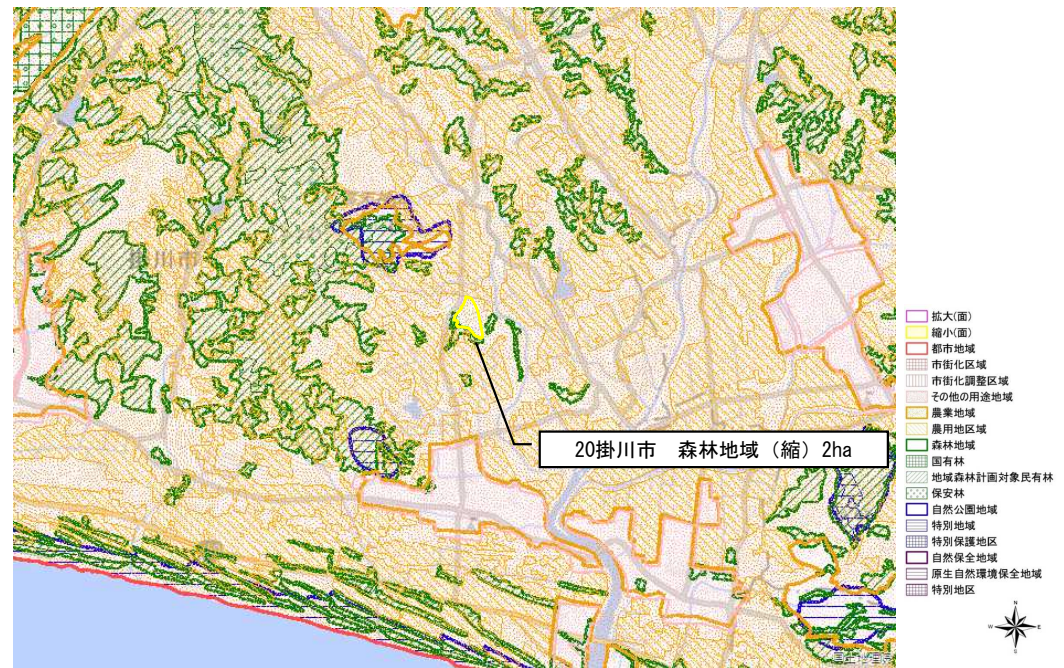 掛川市
20掛川市　森林地域（縮）2ha
拡大(面)
縮小(面)
都市地域
市街化区域
市街化調整区域
その他の用途地域
農業地域
農用地区域
森林地域
国有林
地域森林計画対象民有林
保安林
自然公園地域
特別地域
特別保護地区
自然保全地域
原生自然環境保全地域
特別地区
N
W
E
S
国土地理院